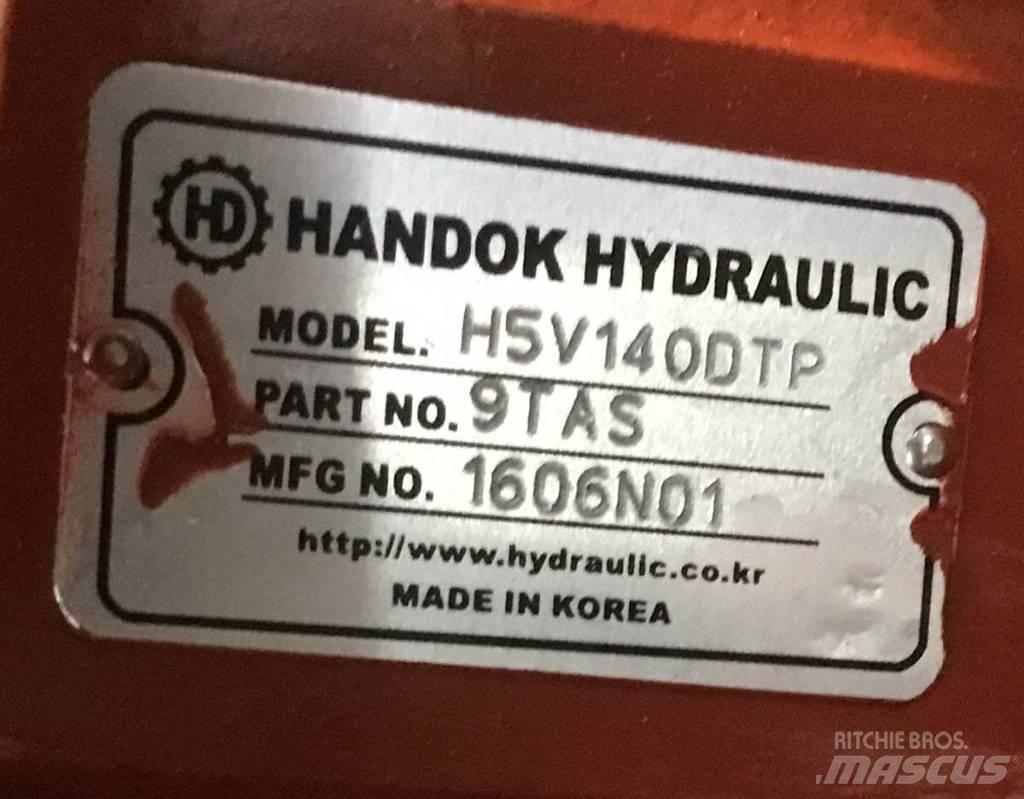 HD HANDOK HYDRAULIC
MODEL. H5V140DTP
PART NO. 9TAS
MFG NO. 1606N01
http://www.hydraulic.co.kr
MADE IN KOREA
RITCHIE BROS.
MASCUS